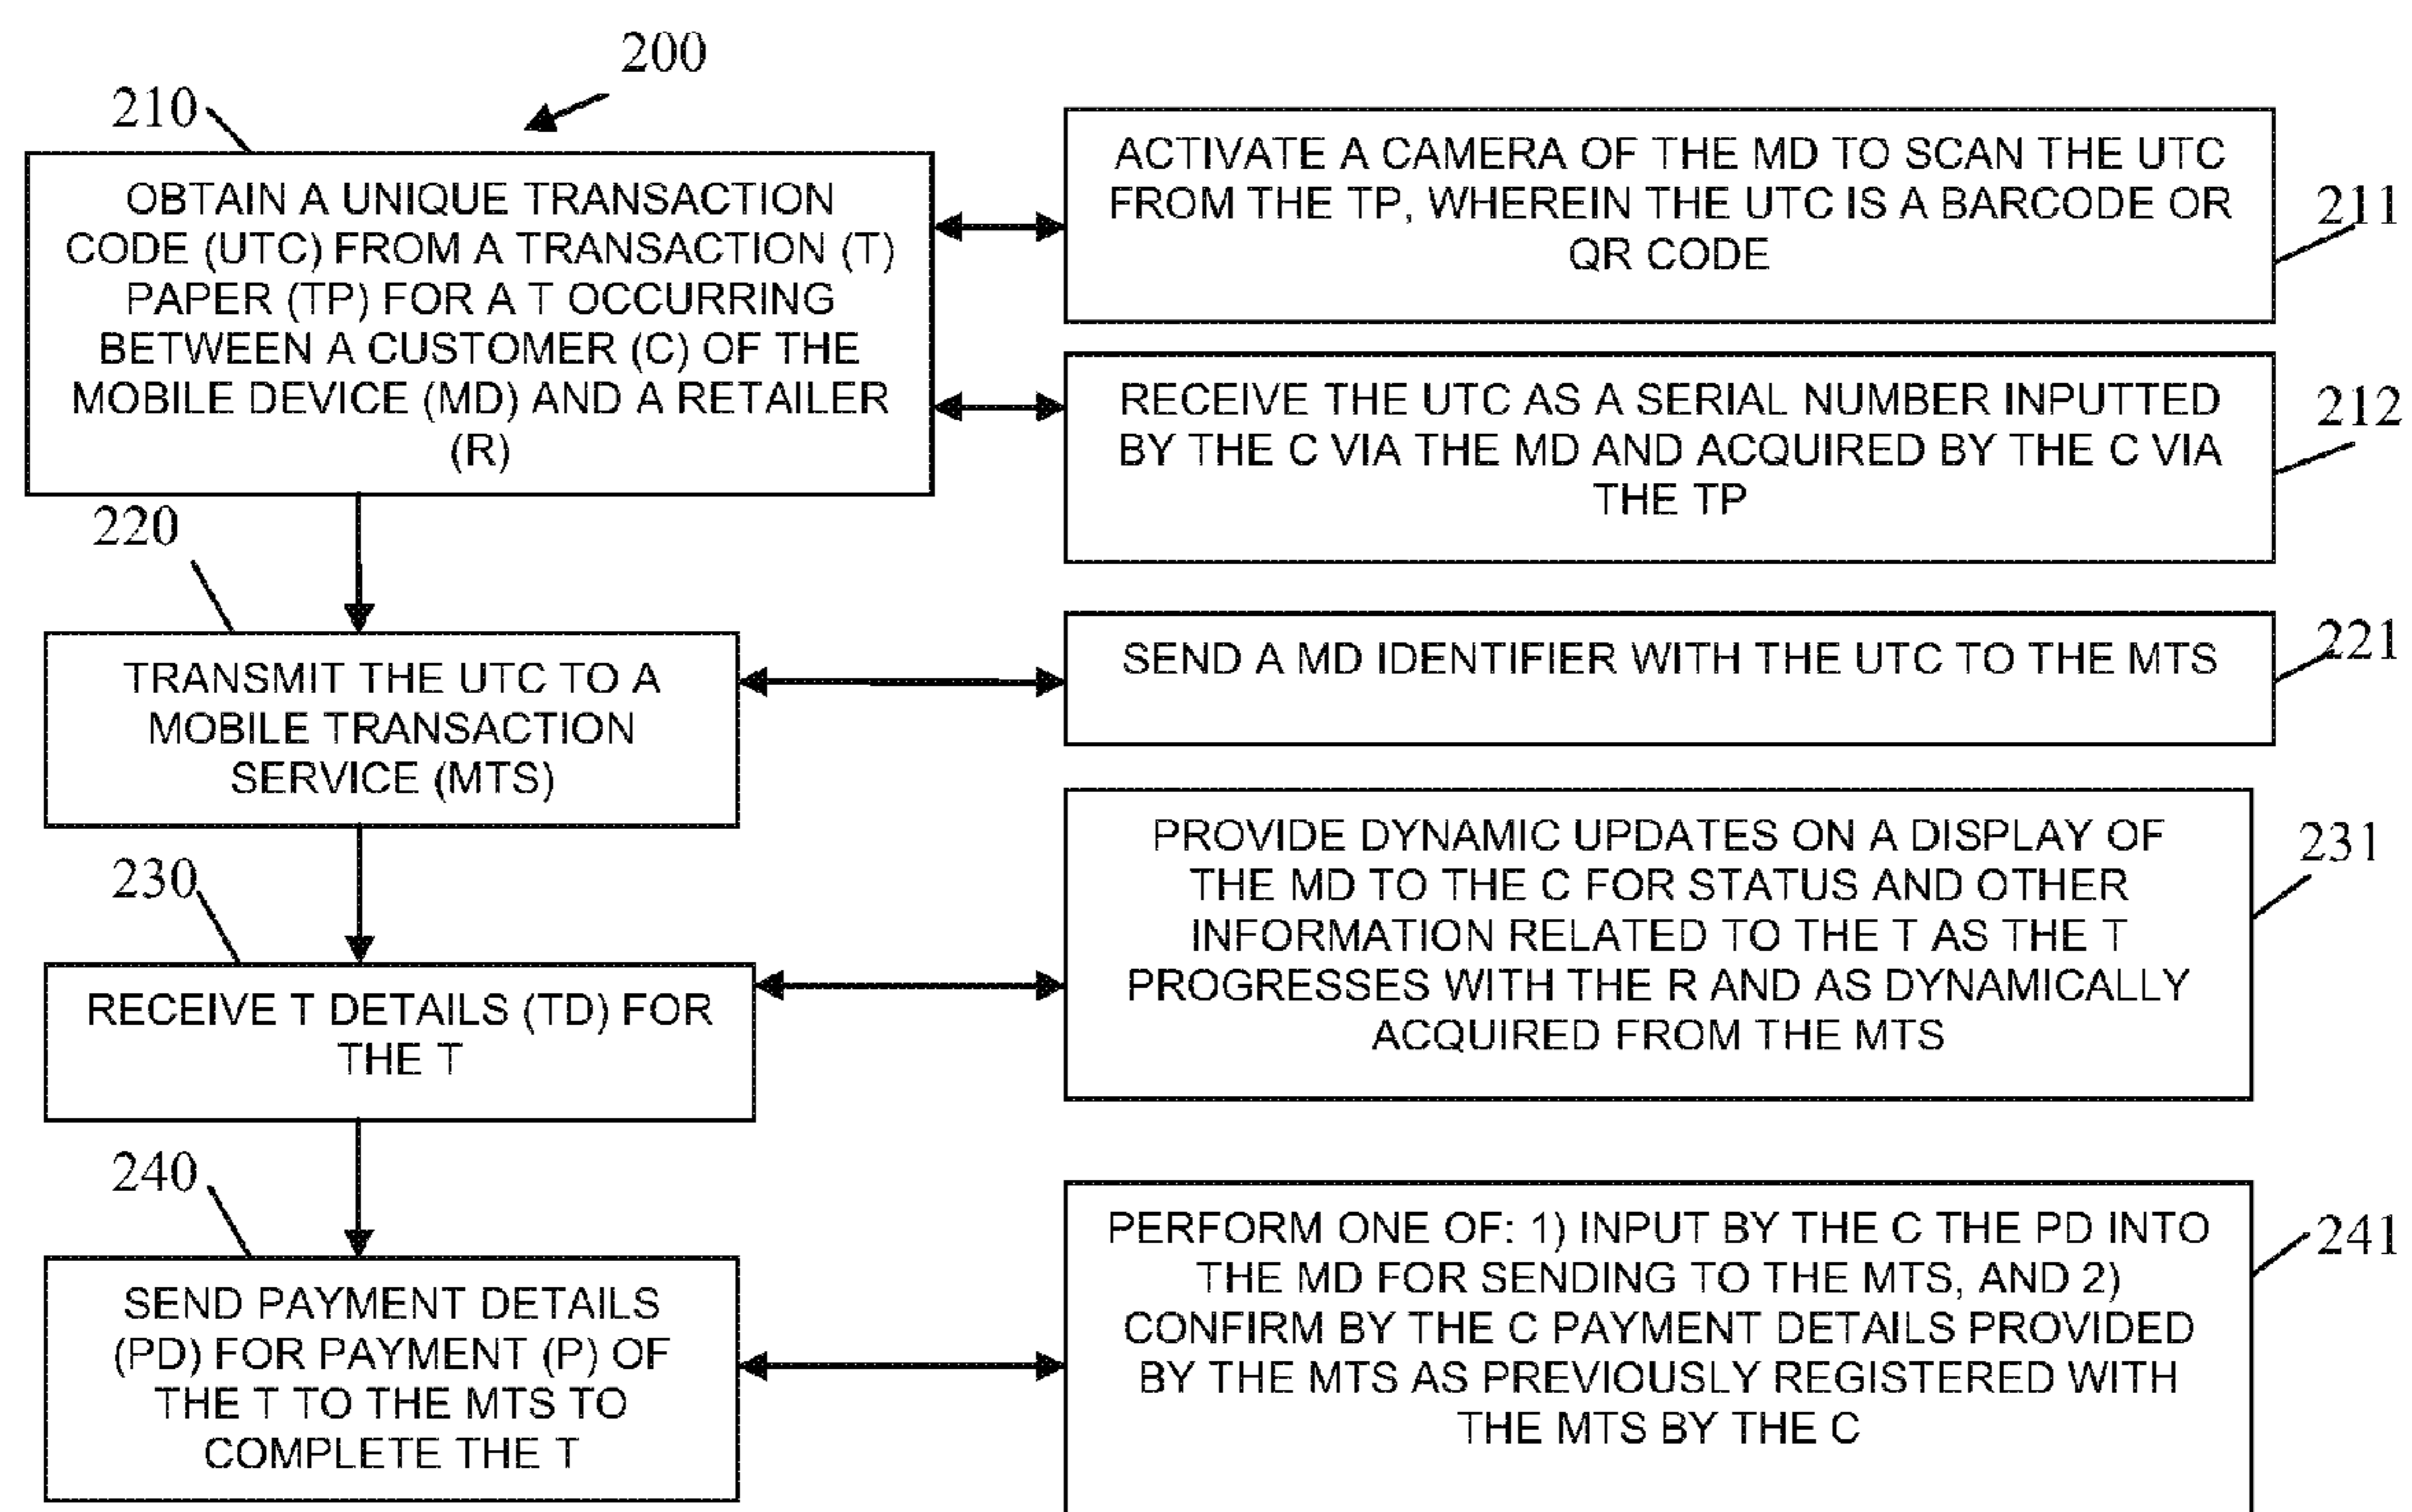 200
210
OBTAIN A UNIQUE TRANSACTION
CODE (UTC) FROM A TRANSACTION (T)
PAPER (TP) FOR A T OCCURRING
BETWEEN A CUSTOMER (C) OF THE
MOBILE DEVICE (MD) AND A RETAILER
(R)
ACTIVATE A CAMERA OF THE MD TO SCAN THE UTC
FROM THE TP, WHEREIN THE UTC IS A BARCODE OR
QR CODE
211
RECEIVE THE UTC AS A SERIAL NUMBER INPUTTED
BY THE C VIA THE MD AND ACQUIRED BY THE C VIA
THE TP
212
220
TRANSMIT THE UTC TO A
MOBILE TRANSACTION
SERVICE (MTS)
SEND A MD IDENTIFIER WITH THE UTC TO THE MTS
221
230
RECEIVE T DETAILS (TD) FOR
THE T
PROVIDE DYNAMIC UPDATES ON A DISPLAY OF
THE MD TO THE C FOR STATUS AND OTHER
INFORMATION RELATED TO THE T AS THE T
PROGRESSES WITH THE R AND AS DYNAMICALLY
ACQUIRED FROM THE MTS
231
240
SEND PAYMENT DETAILS
(PD) FOR PAYMENT (P) OF
THE T TO THE MTS TO
COMPLETE THE T
PERFORM ONE OF: 1) INPUT BY THE C THE PD INTO
THE MD FOR SENDING TO THE MTS, AND 2)
CONFIRM BY THE C PAYMENT DETAILS PROVIDED
BY THE MTS AS PREVIOUSLY REGISTERED WITH
THE MTS BY THE C
241